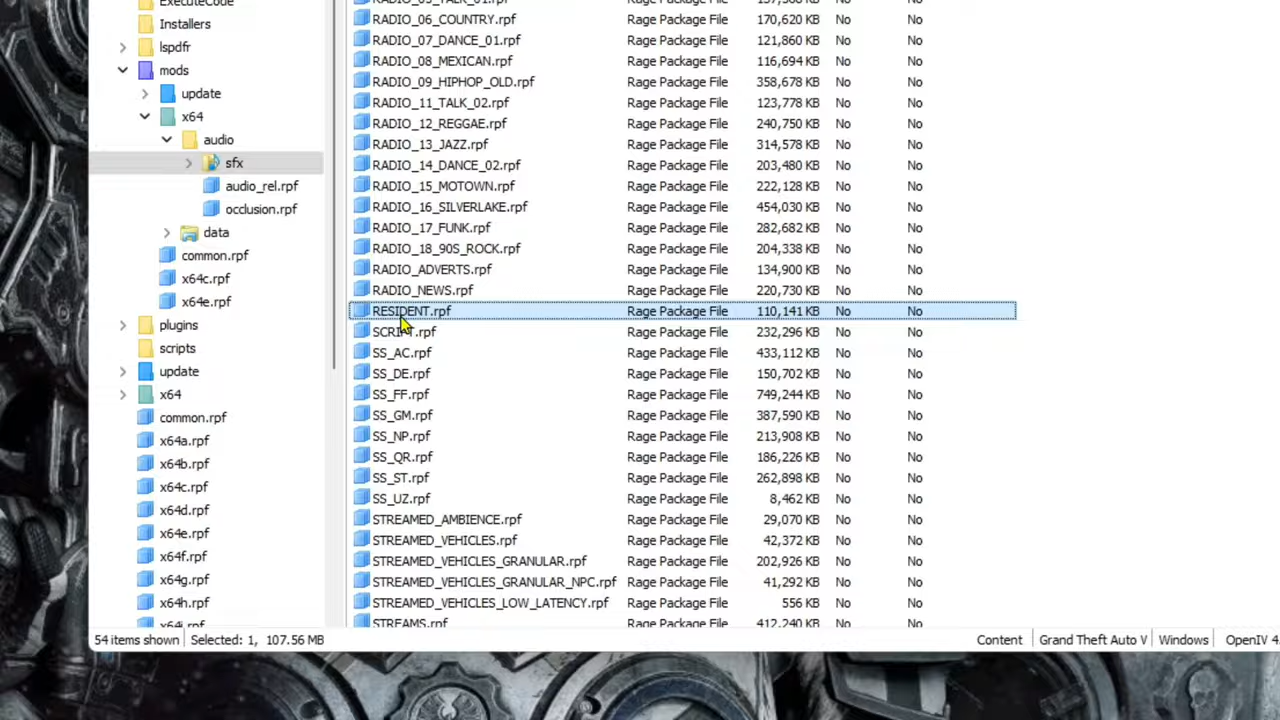 ExecuteCode
Installers
lspdfr
mods
update
x64
audio
sfx
audio_rel.rpf
occlusion.rpf
data
common.rpf
x64c.rpf
x64e.rpf
plugins
scripts
update
x64
common.rpf
x64a.rpf
x64b.rpf
x64c.rpf
x64d.rpf
x64e.rpf
x64f.rpf
x64g.rpf
x64h.rpf
x64i.rpf
RADIO_06_COUNTRY.rpf Rage Package File 170,620 KB No No
RADIO_07_DANCE_01.rpf Rage Package File 121,860 KB No No
RADIO_08_MEXICAN.rpf Rage Package File 116,694 KB No No
RADIO_09_HIPHOP_OLD.rpf Rage Package File 358,678 KB No No
RADIO_11_TALK_02.rpf Rage Package File 123,778 KB No No
RADIO_12_REGGAE.rpf Rage Package File 240,750 KB No No
RADIO_13_JAZZ.rpf Rage Package File 314,578 KB No No
RADIO_14_DANCE_02.rpf Rage Package File 203,480 KB No No
RADIO_15_MOTOWN.rpf Rage Package File 222,128 KB No No
RADIO_16_SILVERLAKE.rpf Rage Package File 454,030 KB No No
RADIO_17_FUNK.rpf Rage Package File 282,682 KB No No
RADIO_18_90S_ROCK.rpf Rage Package File 204,338 KB No No
RADIO_ADVERTS.rpf Rage Package File 134,900 KB No No
RADIO_NEWS.rpf Rage Package File 220,730 KB No No
RESIDENT.rpf Rage Package File 110,141 KB No No
SCRIPT.rpf Rage Package File 232,296 KB No No
SS_AC.rpf Rage Package File 433,112 KB No No
SS_DE.rpf Rage Package File 150,702 KB No No
SS_FF.rpf Rage Package File 749,244 KB No No
SS_GM.rpf Rage Package File 387,590 KB No No
SS_NP.rpf Rage Package File 213,908 KB No No
SS_QR.rpf Rage Package File 186,226 KB No No
SS_ST.rpf Rage Package File 262,898 KB No No
SS_UZ.rpf Rage Package File 8,462 KB No No
STREAMED_AMBIENCE.rpf Rage Package File 29,070 KB No No
STREAMED_VEHICLES.rpf Rage Package File 42,372 KB No No
STREAMED_VEHICLES_GRANULAR.rpf Rage Package File 202,926 KB No No
STREAMED_VEHICLES_GRANULAR_NPC.rpf Rage Package File 41,292 KB No No
STREAMED_VEHICLES_LOW_LATENCY.rpf Rage Package File 556 KB No No
STREAMS.rpf Rage Package File 412,240 KB No No
54 items shown Selected: 1, 107.56 MB Content Grand Theft Auto V Windows OpenIV 4.